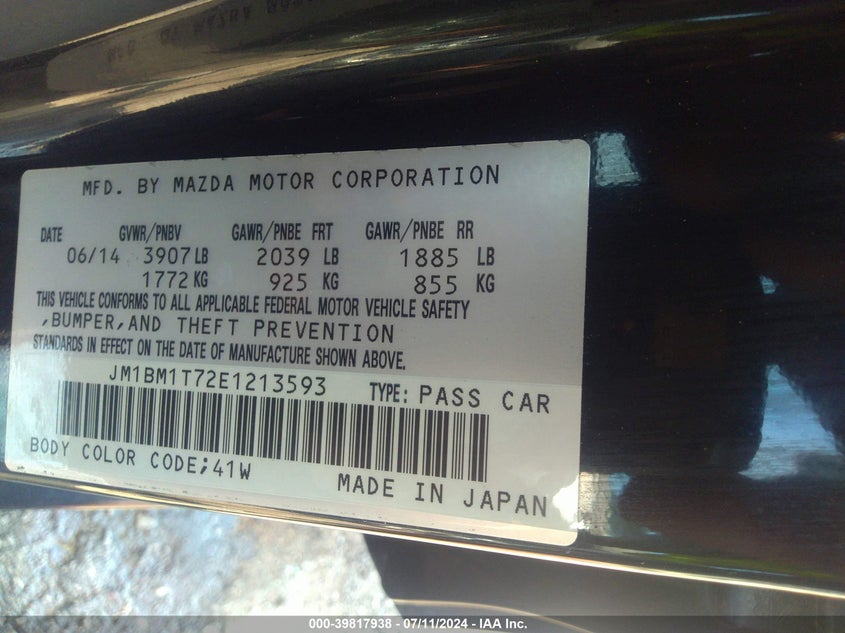 MFD. BY MAZDA MOTOR CORPORATION
DATE GVWR/PNBV GAWR/PNBE FRT GAWR/PNBE RR
06/14 3907 LB 2039 LB 1885 LB
1772 KG 925 KG 855 KG
THIS VEHICLE CONFORMS TO ALL APPLICABLE FEDERAL MOTOR VEHICLE SAFETY
,BUMPER,AND THEFT PREVENTION
STANDARDS IN EFFECT ON THE DATE OF MANUFACTURE SHOWN ABOVE.
JM1BM1T72E1213593 TYPE: PASS CAR
BODY COLOR CODE;41W
MADE IN JAPAN
000-39817938 - 07/11/2024 - IAA Inc.